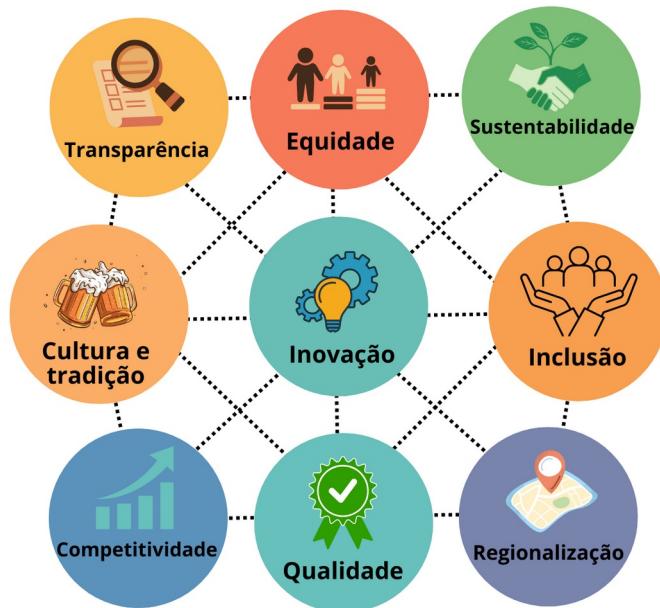 Transparência
Equidade
Sustentabilidade
Cultura e
tradição
Inovação
Inclusão
Competitividade
Qualidade
Regionalização